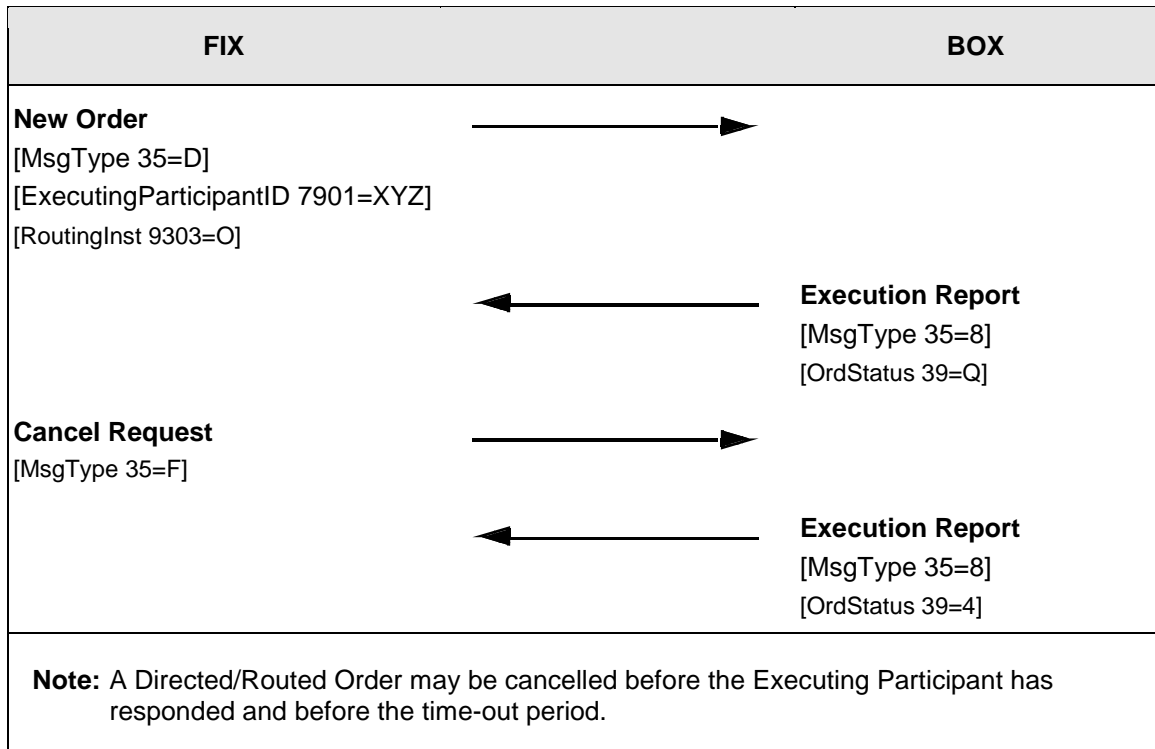 FIX BOX
New Order
[MsgType 35=D]
[ExecutingParticipantID 7901=XYZ]
[RoutingInst 9303=O]
Execution Report
[MsgType 35=8]
[OrdStatus 39=Q]
Cancel Request
[MsgType 35=F]
Execution Report
[MsgType 35=8]
[OrdStatus 39=4]
Note: A Directed/Routed Order may be cancelled before the Executing Participant has
responded and before the time-out period.